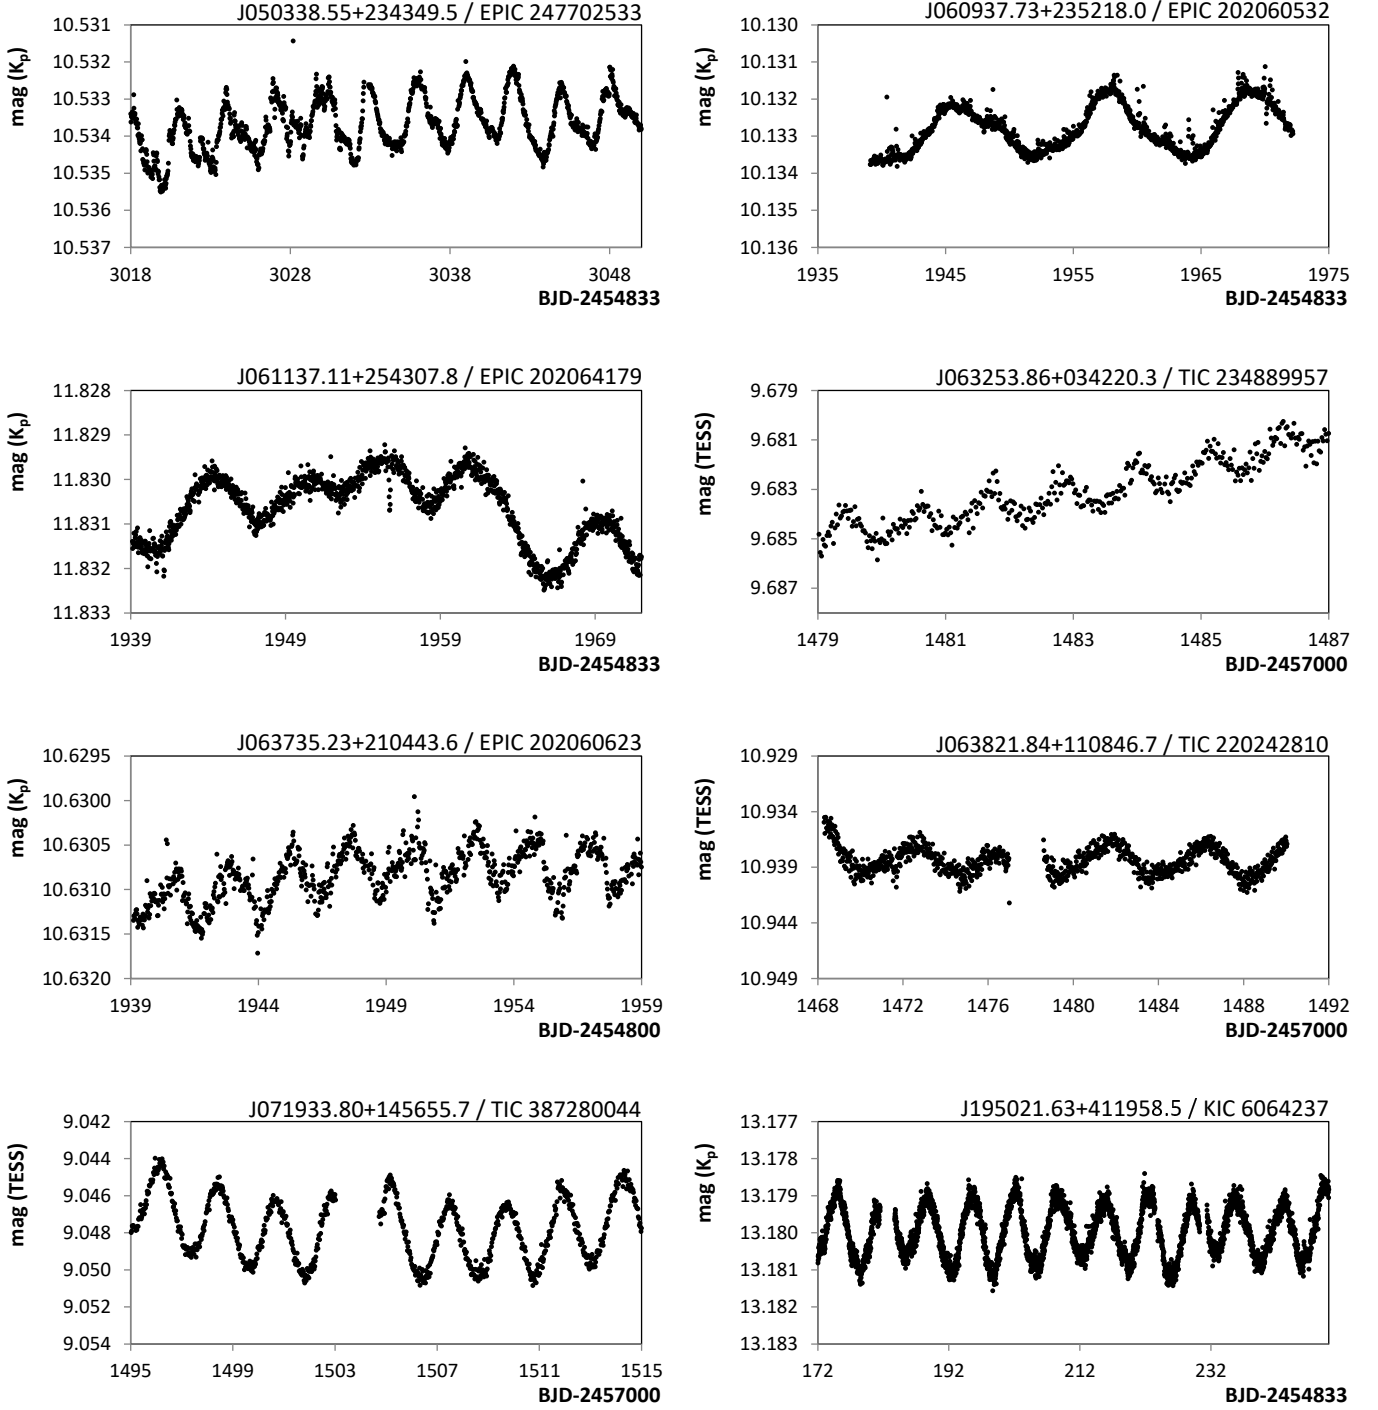 J050338.55+234349.5 / EPIC 247702533
mag (Kp)
10.531
10.532
10.533
10.534
10.535
10.536
10.537
3018 3028 3038 3048
BJD-2454833
J060937.73+235218.0 / EPIC 202060532
mag (Kp)
10.130
10.131
10.132
10.133
10.134
10.135
10.136
1935 1945 1955 1965 1975
BJD-2454833
J061137.11+254307.8 / EPIC 202064179
mag (Kp)
11.828
11.829
11.830
11.831
11.832
11.833
1939 1949 1959 1969
BJD-2454833
J063253.86+034220.3 / TIC 234889957
mag (TESS)
9.679
9.681
9.683
9.685
9.687
1479 1481 1483 1485 1487
BJD-2457000
J063735.23+210443.6 / EPIC 202060623
mag (Kp)
10.6295
10.6300
10.6305
10.6310
10.6315
10.6320
1939 1944 1949 1954 1959
BJD-2454800
J063821.84+110846.7 / TIC 220242810
mag (TESS)
10.929
10.934
10.939
10.944
10.949
1468 1472 1476 1480 1484 1488 1492
BJD-2457000
J071933.80+145655.7 / TIC 387280044
mag (TESS)
9.042
9.044
9.046
9.048
9.050
9.052
9.054
1495 1499 1503 1507 1511 1515
BJD-2457000
J195021.63+411958.5 / KIC 6064237
mag (Kp)
13.177
13.178
13.179
13.180
13.181
13.182
13.183
172 192 212 232
BJD-2454833